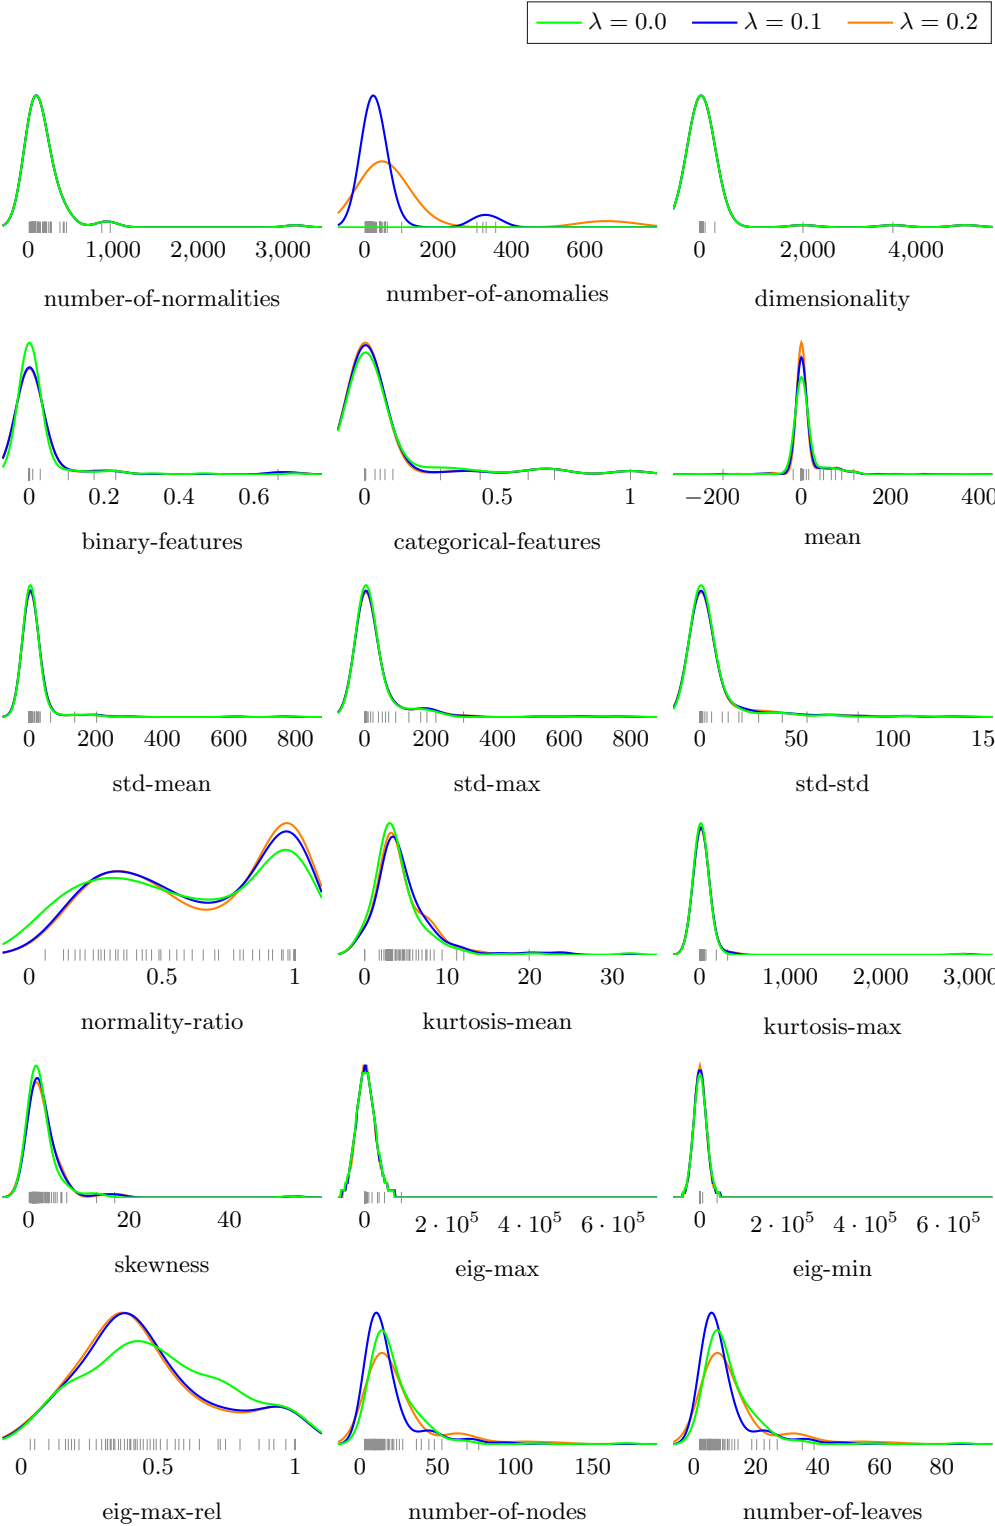 λ = 0.0 λ = 0.1 λ = 0.2
0 1,000 2,000 3,000
number-of-normalities
0 200 400 600
number-of-anomalies
0 2,000 4,000
dimensionality
0 0.2 0.4 0.6
binary-features
0 0.5 1
categorical-features
−200 0 200 400
mean
0 200 400 600 800
std-mean
0 200 400 600 800
std-max
0 50 100 15
std-std
0 0.5 1
normality-ratio
0 10 20 30
kurtosis-mean
0 1,000 2,000 3,000
kurtosis-max
0 20 40
skewness
0 2 · 10⁵ 4 · 10⁵ 6 · 10⁵
eig-max
0 2 · 10⁵ 4 · 10⁵ 6 · 10⁵
eig-min
0 0.5 1
eig-max-rel
0 50 100 150
number-of-nodes
0 20 40 60 80
number-of-leaves